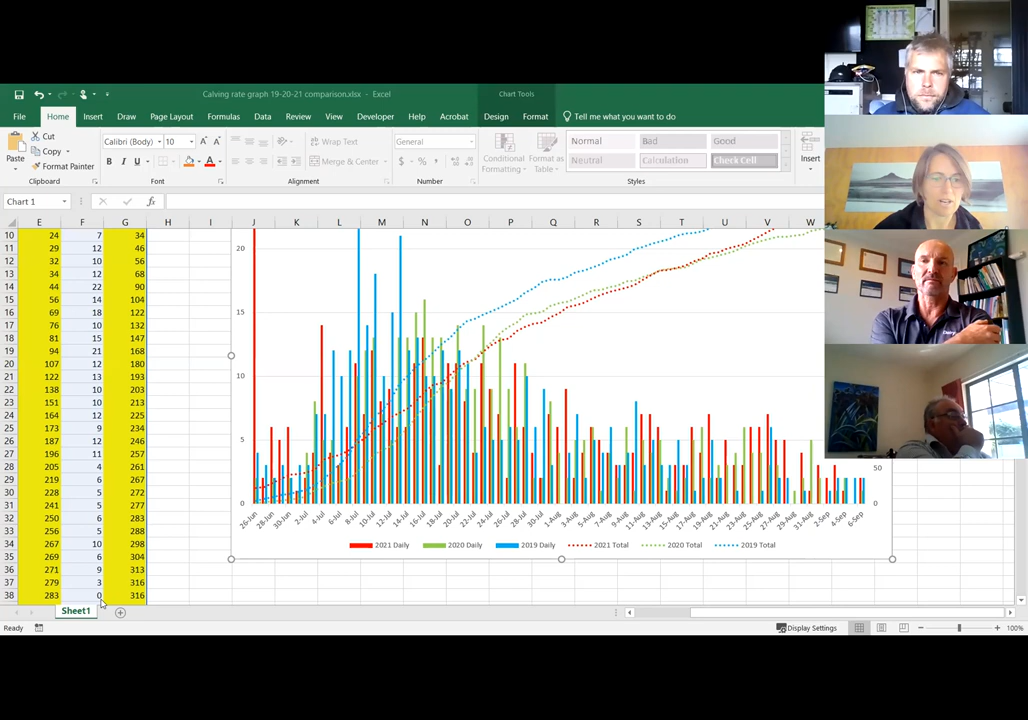 Calving rate graph 19-20-21 comparison.xlsx - Excel
Chart Tools
File Home Insert Draw Page Layout Formulas Data Review View Developer Help Acrobat Design Format Tell me what you want to do
Paste
Cut
Copy
Format Painter
Clipboard
Calibri (Body) 10
B I U
Font
Wrap Text
Merge & Center
Alignment
General
Number
Conditional Formatting
Format as Table
Normal Bad Good
Neutral Calculation Check Cell
Styles
Insert
Chart 1 fx
E F G H I J K L M N O P Q R S T U V W
10 24 7 34
11 29 12 46
12 32 10 56
13 34 12 68
14 44 22 90
15 56 14 104
16 69 18 122
17 76 10 132
18 81 15 147
19 94 21 168
20 107 12 180
21 122 13 193
22 138 10 203
23 151 10 213
24 164 12 225
25 173 9 234
26 187 12 246
27 196 11 257
28 205 4 261
29 219 6 267
30 228 5 272
31 241 5 277
32 250 6 283
33 256 5 288
34 267 10 298
35 269 6 304
36 271 9 313
37 279 3 316
38 283 0 316
20
15
10
5
0
50
0
26-Jun 28-Jun 30-Jun 2-Jul 4-Jul 6-Jul 8-Jul 10-Jul 12-Jul 14-Jul 16-Jul 18-Jul 20-Jul 22-Jul 24-Jul 26-Jul 28-Jul 30-Jul 1-Aug 3-Aug 5-Aug 7-Aug 9-Aug 11-Aug 13-Aug 15-Aug 17-Aug 19-Aug 21-Aug 23-Aug 25-Aug 27-Aug 29-Aug 31-Aug 2-Sep 4-Sep 6-Sep
2021 Daily 2020 Daily 2019 Daily 2021 Total 2020 Total 2019 Total
Sheet1
Ready Display Settings 100%
Dairy